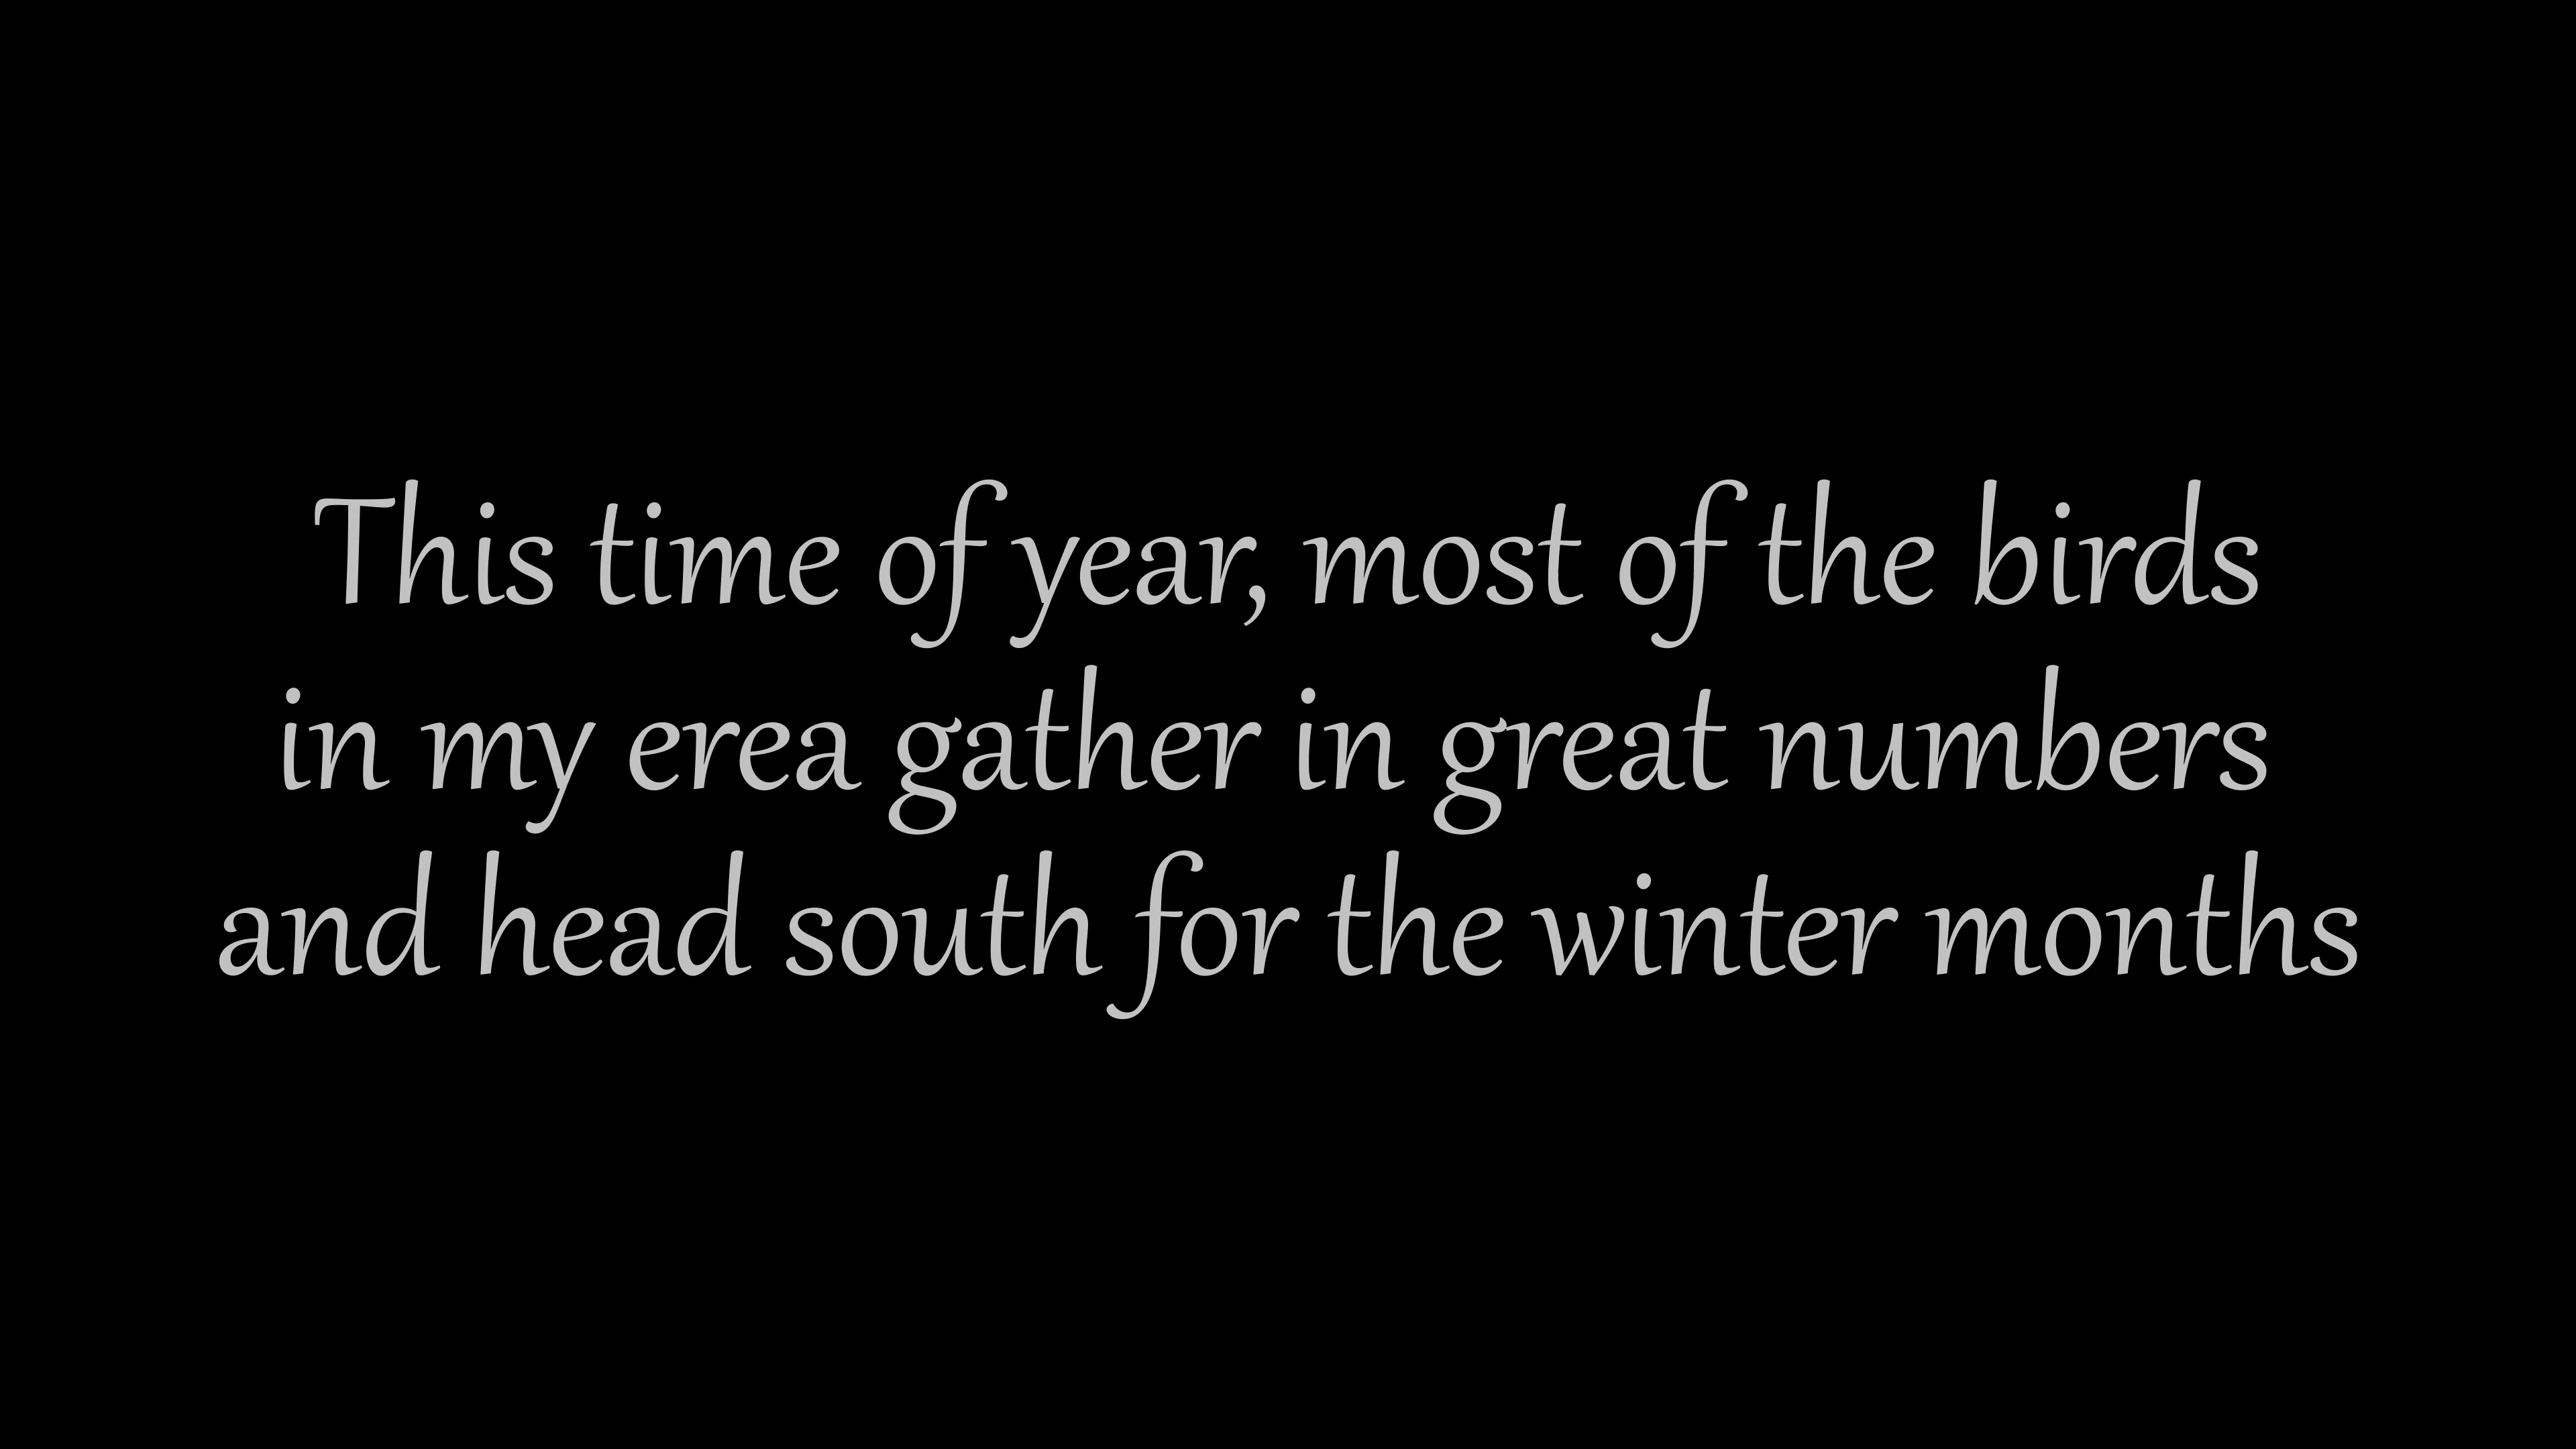 This time of year, most of the birds
in my erea gather in great numbers
and head south for the winter months